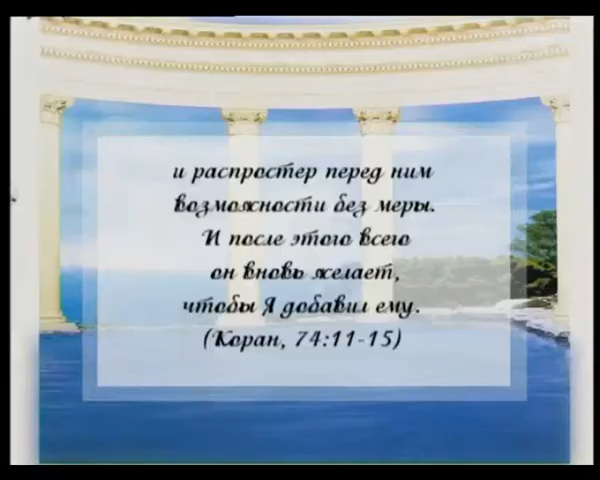 и распростер перед ним
возможности без меры.
И после этого всего
он вновь желает,
чтобы Я добавил ему.
(Коран, 74:11-15)